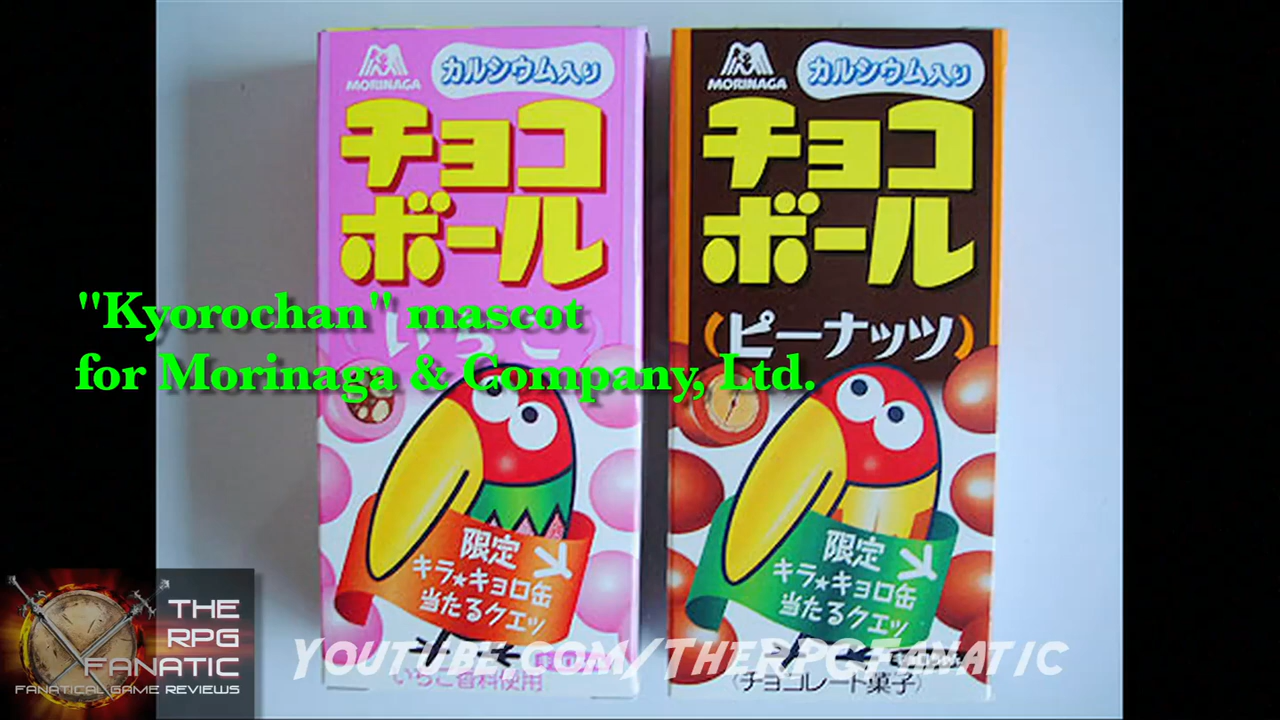 カルシウム入り
MORINAGA
チョコ
ボール
(いちご)
限定
キラ★キョロ缶
当たるクエッ
いちご香料使用
カルシウム入り
MORINAGA
チョコ
ボール
(ピーナッツ)
限定
キラ★キョロ缶
当たるクエッ
(チョコレート菓子)
"Kyorochan" mascot
for Morinaga & Company, Ltd.
THE
RPG
FANATIC
FANATICAL GAME REVIEWS
YOUTUBE.COM/THERPGFANATIC